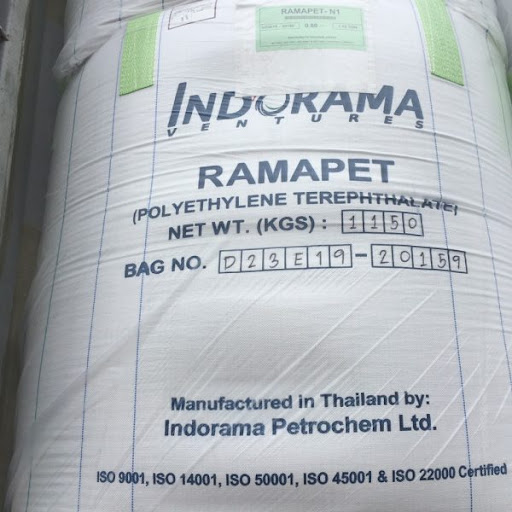 RAMAPET- N1
INDORAMA
VENTURES
RAMAPET
(POLYETHYLENE TEREPHTHALATE)
NET WT. (KGS) : 1150
BAG NO. D23E19-20159
Manufactured in Thailand by:
Indorama Petrochem Ltd.
ISO 9001, ISO 14001, ISO 50001, ISO 45001 & ISO 22000 Certified